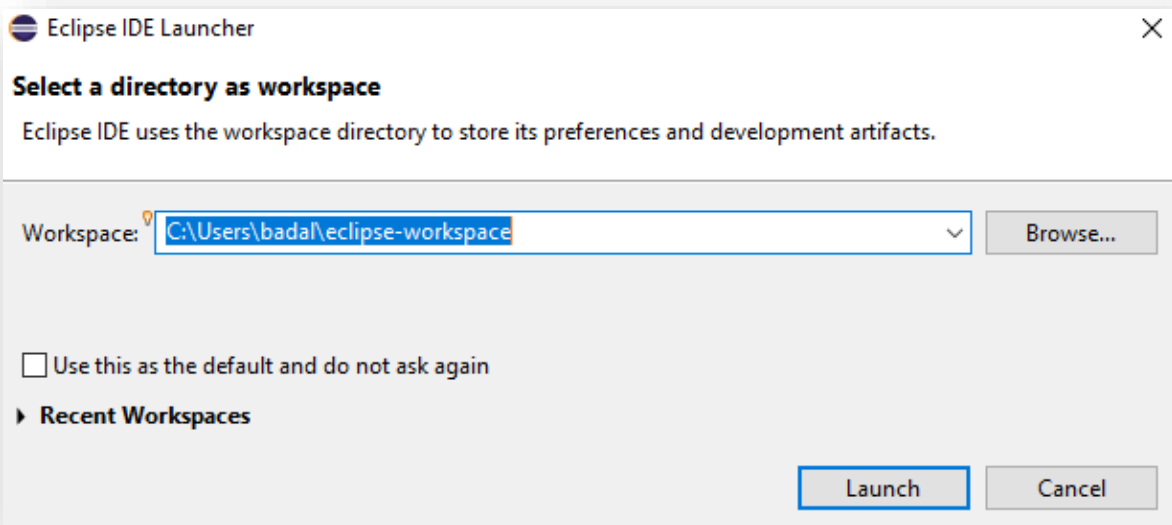 Eclipse IDE Launcher
Select a directory as workspace
Eclipse IDE uses the workspace directory to store its preferences and development artifacts.
Workspace: C:\Users\badal\eclipse-workspace Browse...
Use this as the default and do not ask again
Recent Workspaces
Launch Cancel